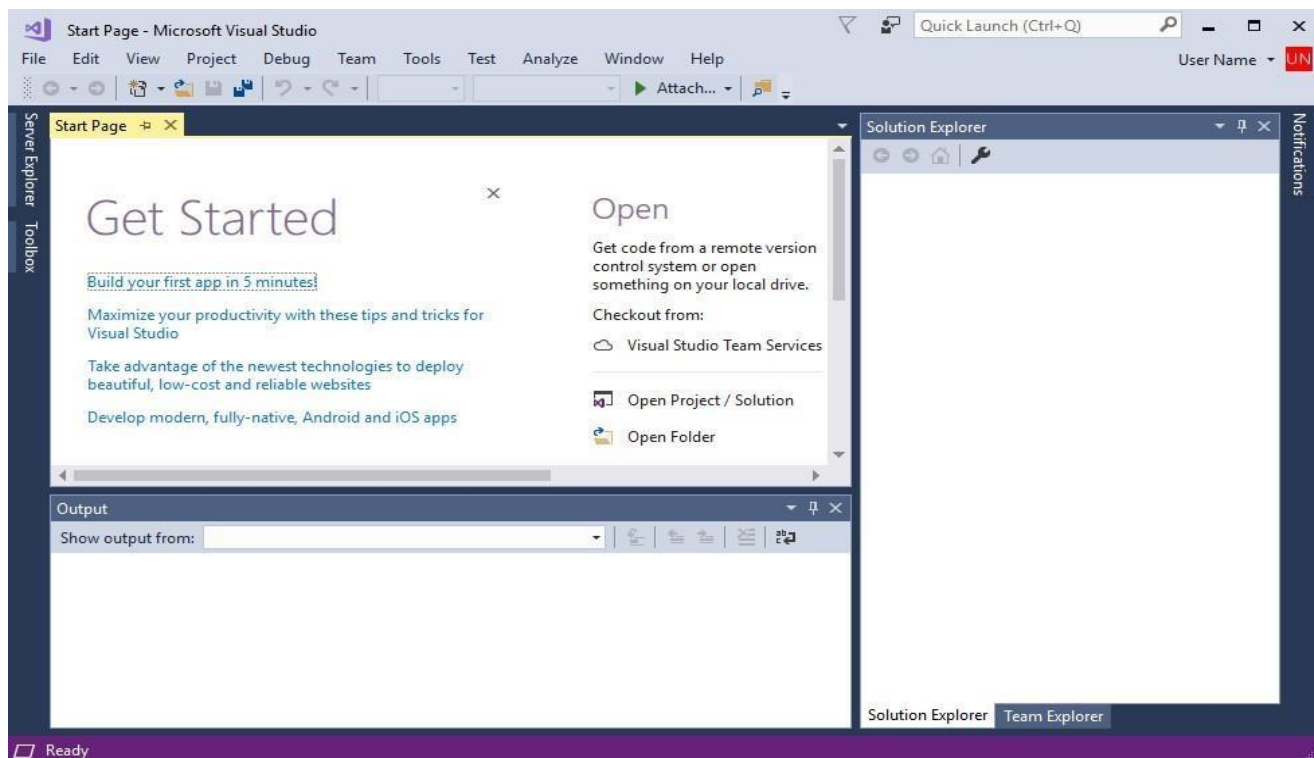 Start Page - Microsoft Visual Studio
Quick Launch (Ctrl+Q)
File Edit View Project Debug Team Tools Test Analyze Window Help
User Name UN
Attach...
Server Explorer
Toolbox
Start Page
Get Started
Build your first app in 5 minutes!
Maximize your productivity with these tips and tricks for
Visual Studio
Take advantage of the newest technologies to deploy
beautiful, low-cost and reliable websites
Develop modern, fully-native, Android and iOS apps
Open
Get code from a remote version
control system or open
something on your local drive.
Checkout from:
Visual Studio Team Services
Open Project / Solution
Open Folder
Output
Show output from:
Solution Explorer
Solution Explorer Team Explorer
Notifications
Ready